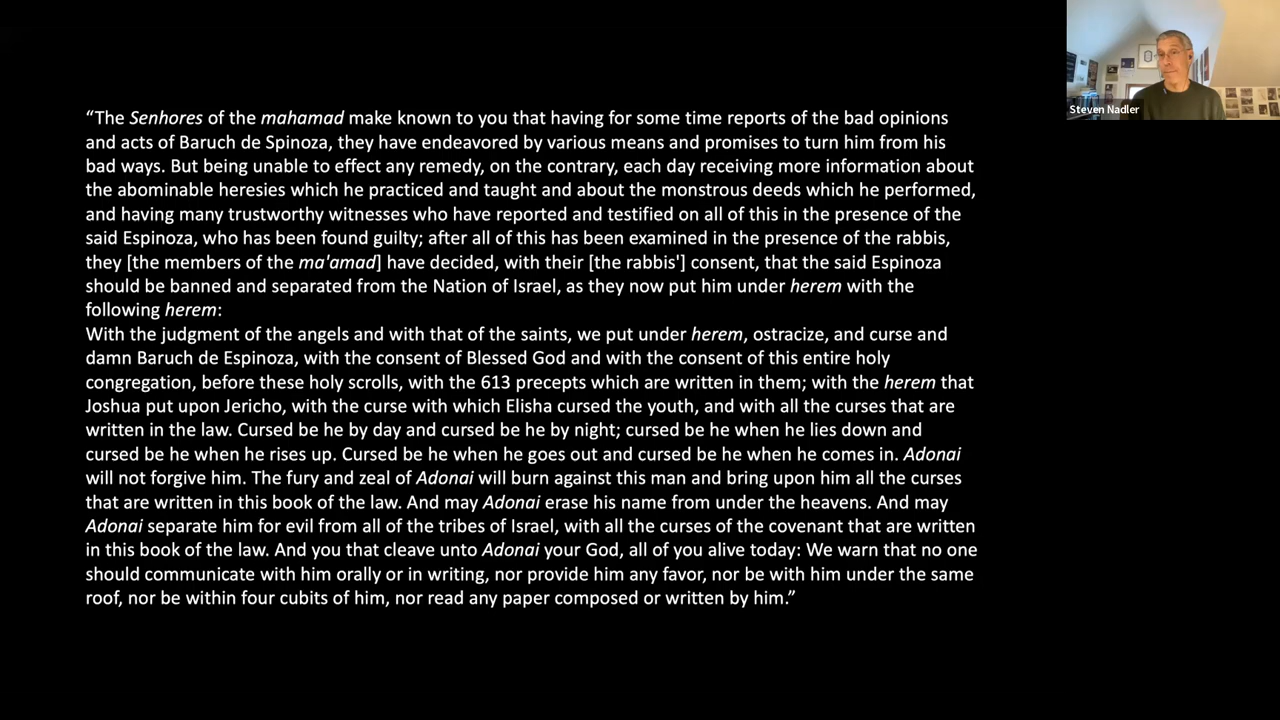 “The Senhores of the mahamad make known to you that having for some time reports of the bad opinions
and acts of Baruch de Spinoza, they have endeavored by various means and promises to turn him from his
bad ways. But being unable to effect any remedy, on the contrary, each day receiving more information about
the abominable heresies which he practiced and taught and about the monstrous deeds which he performed,
and having many trustworthy witnesses who have reported and testified on all of this in the presence of the
said Espinoza, who has been found guilty; after all of this has been examined in the presence of the rabbis,
they [the members of the ma'amad] have decided, with their [the rabbis'] consent, that the said Espinoza
should be banned and separated from the Nation of Israel, as they now put him under herem with the
following herem:
With the judgment of the angels and with that of the saints, we put under herem, ostracize, and curse and
damn Baruch de Espinoza, with the consent of Blessed God and with the consent of this entire holy
congregation, before these holy scrolls, with the 613 precepts which are written in them; with the herem that
Joshua put upon Jericho, with the curse with which Elisha cursed the youth, and with all the curses that are
written in the law. Cursed be he by day and cursed be he by night; cursed be he when he lies down and
cursed be he when he rises up. Cursed be he when he goes out and cursed be he when he comes in. Adonai
will not forgive him. The fury and zeal of Adonai will burn against this man and bring upon him all the curses
that are written in this book of the law. And may Adonai erase his name from under the heavens. And may
Adonai separate him for evil from all of the tribes of Israel, with all the curses of the covenant that are written
in this book of the law. And you that cleave unto Adonai your God, all of you alive today: We warn that no one
should communicate with him orally or in writing, nor provide him any favor, nor be with him under the same
roof, nor be within four cubits of him, nor read any paper composed or written by him.”
Steven Nadler